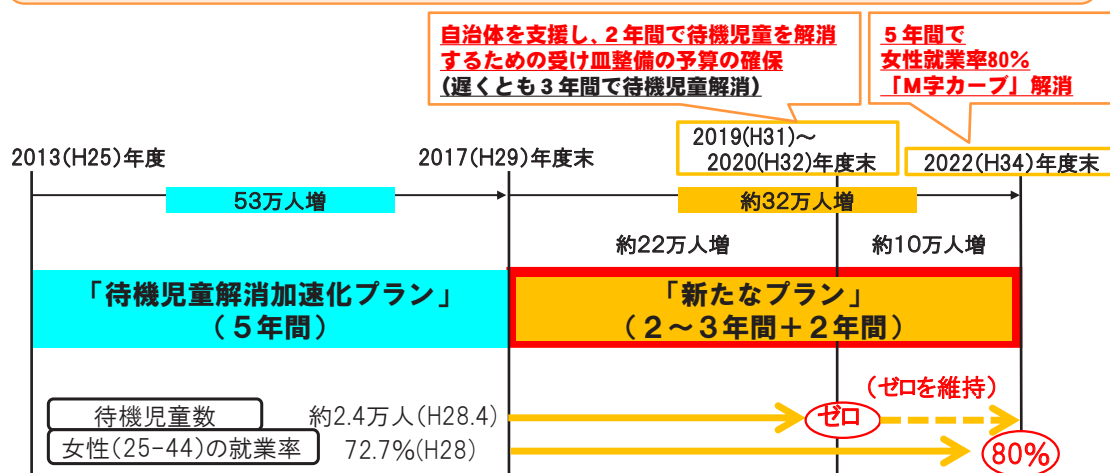 自治体を支援し、２年間で待機児童を解消
するための受け皿整備の予算の確保
(遅くとも３年間で待機児童解消)
５年間で
女性就業率80%
「M字カーブ」解消
2013(H25)年度
2017(H29)年度末
2019(H31)～
2020(H32)年度末
2022(H34)年度末
53万人増
約32万人増
約22万人増
約10万人増
「待機児童解消加速化プラン」
（５年間）
「新たなプラン」
（２～３年間＋２年間）
（ゼロを維持）
待機児童数
約2.4万人(H28.4)
ゼロ
女性(25-44)の就業率
72.7%(H28)
80%